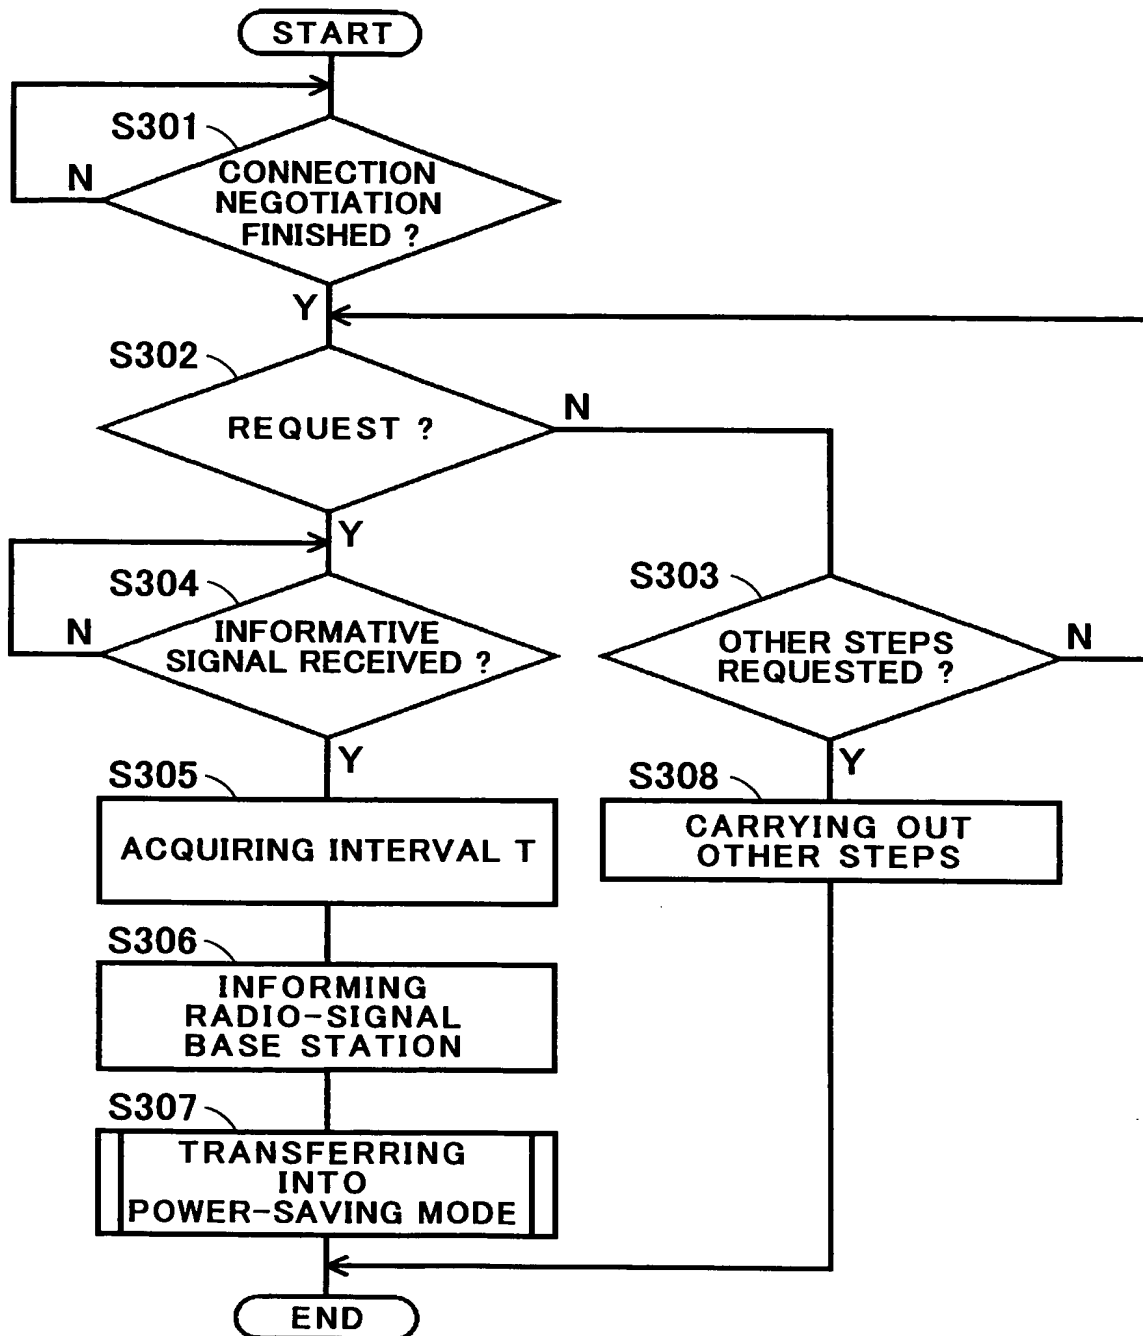 START
S301
N
CONNECTION
NEGOTIATION
FINISHED ?
Y
S302
REQUEST ?
N
Y
S304
N
INFORMATIVE
SIGNAL RECEIVED ?
Y
S303
OTHER STEPS
REQUESTED ?
N
Y
S305
ACQUIRING INTERVAL T
S308
CARRYING OUT
OTHER STEPS
S306
INFORMING
RADIO-SIGNAL
BASE STATION
S307
TRANSFERRING
INTO
POWER-SAVING MODE
END